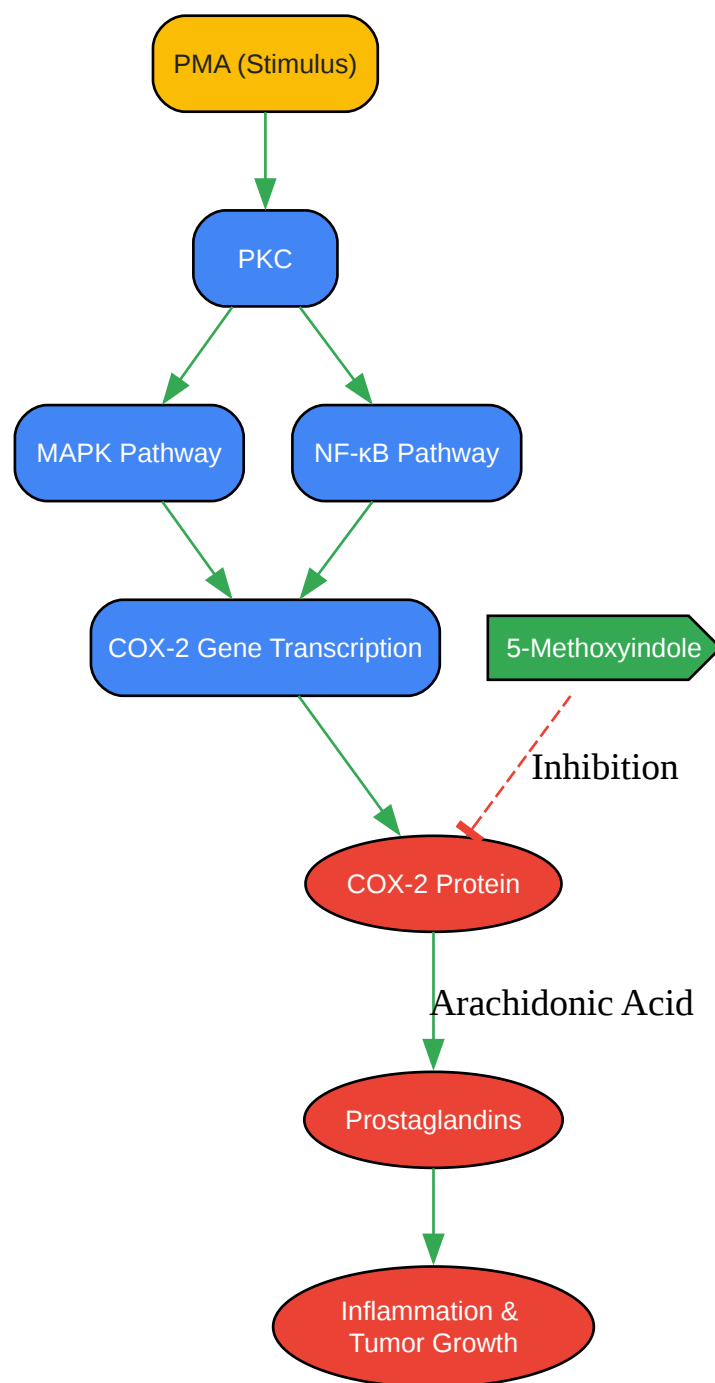 PMA (Stimulus)
PKC
MAPK Pathway
NF-κB Pathway
COX-2 Gene Transcription
5-Methoxyindole
Inhibition
COX-2 Protein
Arachidonic Acid
Prostaglandins
Inflammation &
Tumor Growth